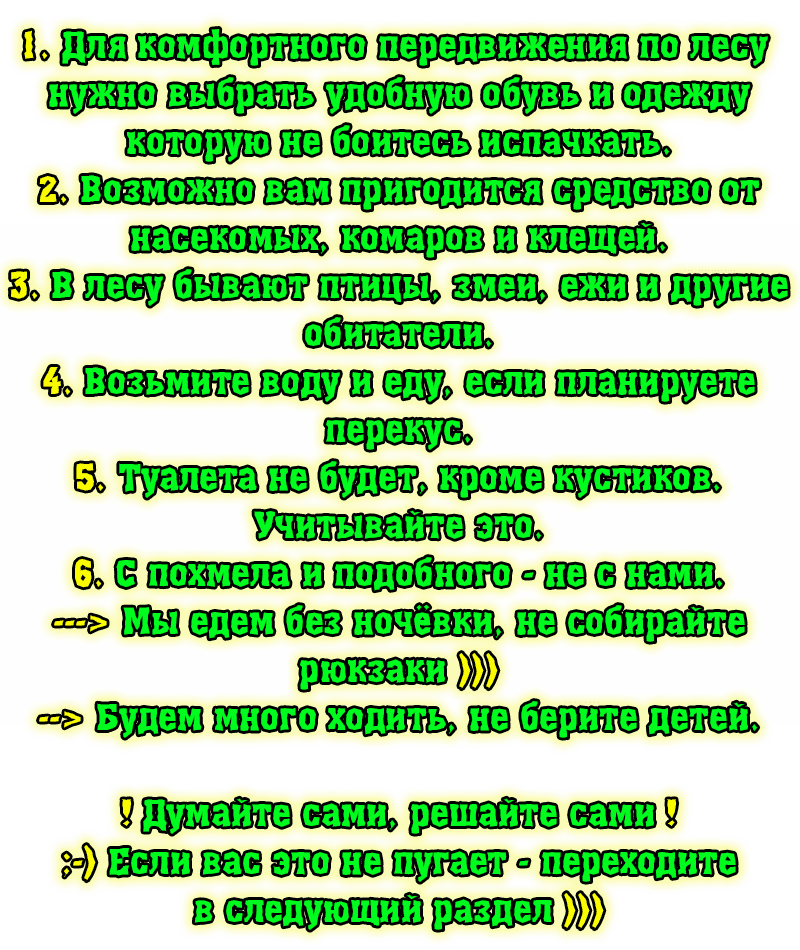 1. Для комфортного передвижения по лесу
нужно выбрать удобную обувь и одежду
которую не боитесь испачкать.
2. Возможно вам пригодится средство от
насекомых, комаров и клещей.
3. В лесу бывают птицы, змеи, ежи и другие
обитатели.
4. Возьмите воду и еду, если планируете
перекус.
5. Туалета не будет, кроме кустиков.
Учитывайте это.
6. С похмела и подобного - не с нами.
---> Мы едем без ночёвки, не собирайте
рюкзаки )))
--> Будем много ходить, не берите детей.
! Думайте сами, решайте сами !
;-) Если вас это не пугает - переходите
в следующий раздел )))